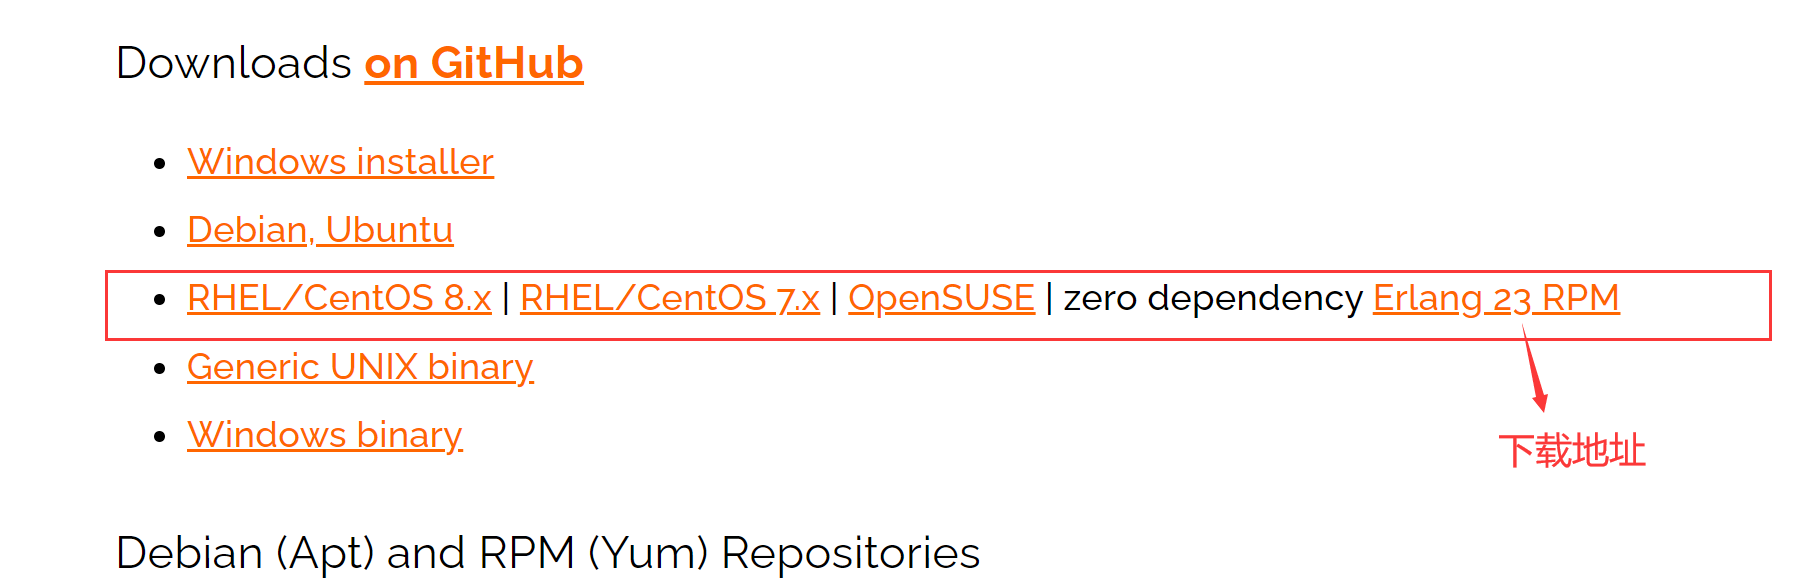 Downloads on GitHub
• Windows installer
• Debian, Ubuntu
• RHEL/CentOS 8.x | RHEL/CentOS 7.x | OpenSUSE | zero dependency Erlang 23 RPM
• Generic UNIX binary
• Windows binary
下载地址
Debian (Apt) and RPM (Yum) Repositories